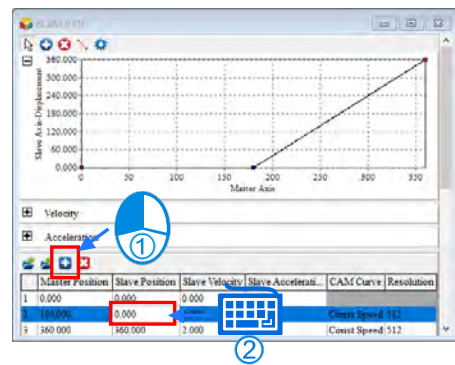 360.000
300.000
240.000
180.000
120.000
60.000
0.000
Slave Axis-Displacement
0 50 100 150 200 250 300 350
Master Axis
Velocity
Acceleration
1
Master Position Slave Position Slave Velocity Slave Accelerati... CAM Curve Resolution
1 0.000 0.000 0.000
2 180.000 0.000 Const Speed 512
3 360.000 360.000 2.000 Const Speed 512
2